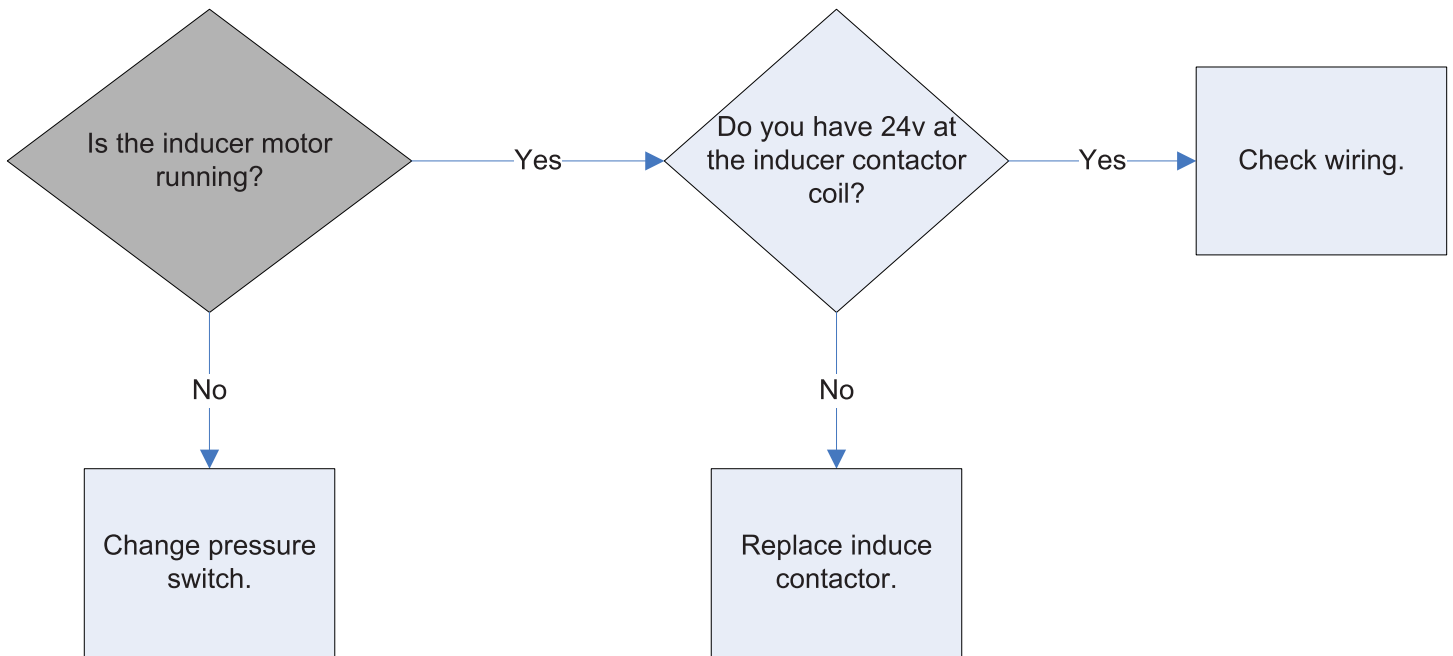 Is the inducer motor
running?
Yes
Do you have 24v at
the inducer contactor
coil?
Yes
Check wiring.
No
No
Change pressure
switch.
Replace induce
contactor.